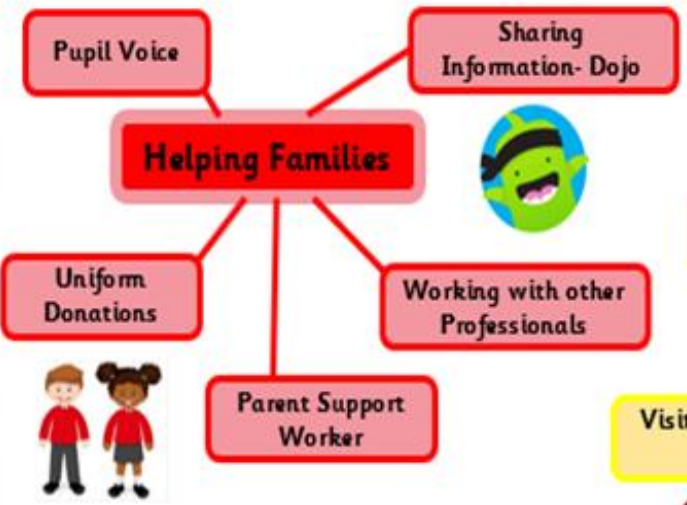 Pupil Voice
Sharing
Information- Dojo
Helping Families
Uniform
Donations
Working with other
Professionals
Parent Support
Worker